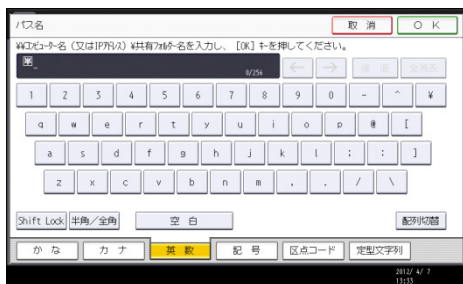 パス名
取 消
O K
¥¥ｺﾝﾋﾟｭｰﾀｰ名（又はIPｱﾄﾞﾚｽ）¥共有ﾌｫﾙﾀﾞｰ名を入力し、［OK］ｷｰを押してください。
¥_
0/256
← → 確 定 全消去
1 2 3 4 5 6 7 8 9 0 - ^ ¥
q w e r t y u i o p @ [
a s d f g h j k l ; : ]
z x c v b n m , . / \
Shift Lock 半角／全角 空 白 配列切替
か な カ ナ 英 数 記 号 区点コード 定型文字列
2012/ 4/ 7
13:33